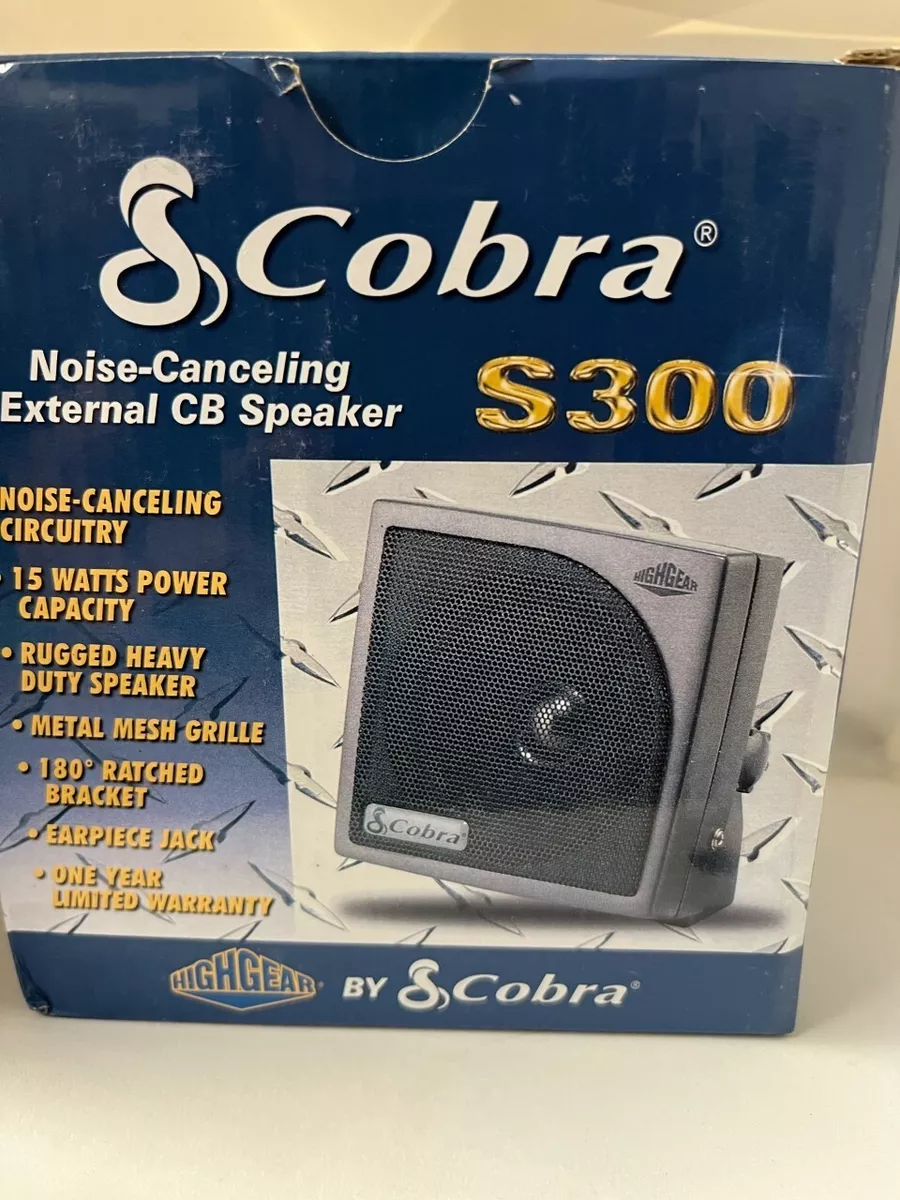 Cobra®
Noise-Canceling
External CB Speaker
S300
NOISE-CANCELING
CIRCUITRY
• 15 WATTS POWER
CAPACITY
• RUGGED HEAVY
DUTY SPEAKER
• METAL MESH GRILLE
• 180° RATCHED
BRACKET
• EARPIECE JACK
• ONE YEAR
LIMITED WARRANTY
HIGHGEAR
Cobra
HIGHGEAR® BY Cobra®